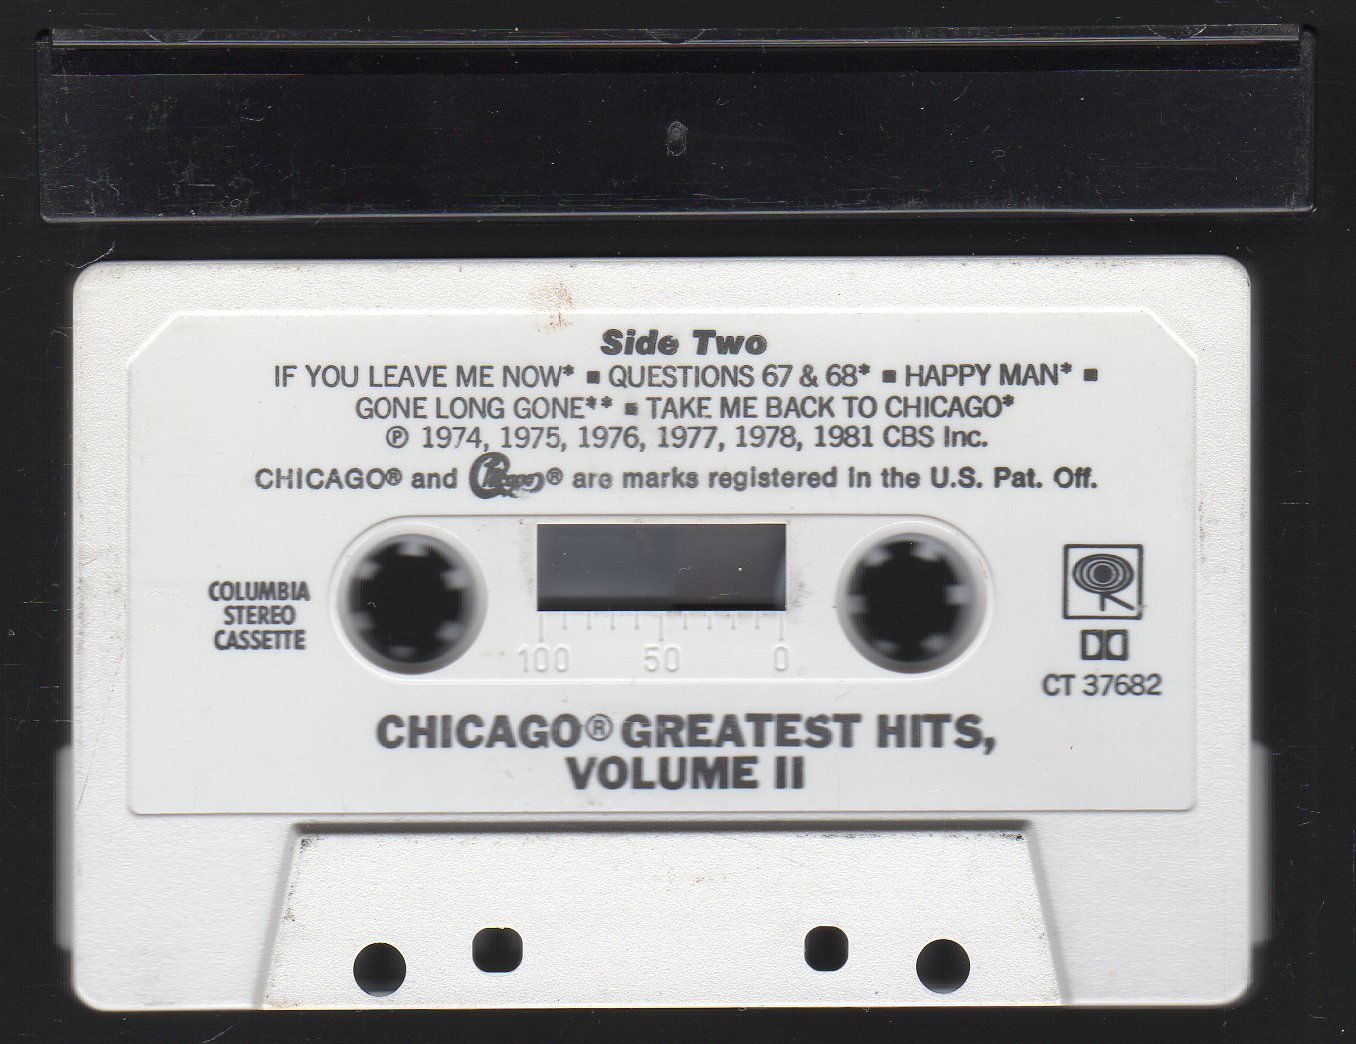 Side Two
IF YOU LEAVE ME NOW* ■ QUESTIONS 67 & 68* ■ HAPPY MAN* ■
GONE LONG GONE** ■ TAKE ME BACK TO CHICAGO*
℗ 1974, 1975, 1976, 1977, 1978, 1981 CBS Inc.
CHICAGO® and Chicago® are marks registered in the U.S. Pat. Off.
COLUMBIA
STEREO
CASSETTE
100 50 0
CT 37682
CHICAGO® GREATEST HITS,
VOLUME II